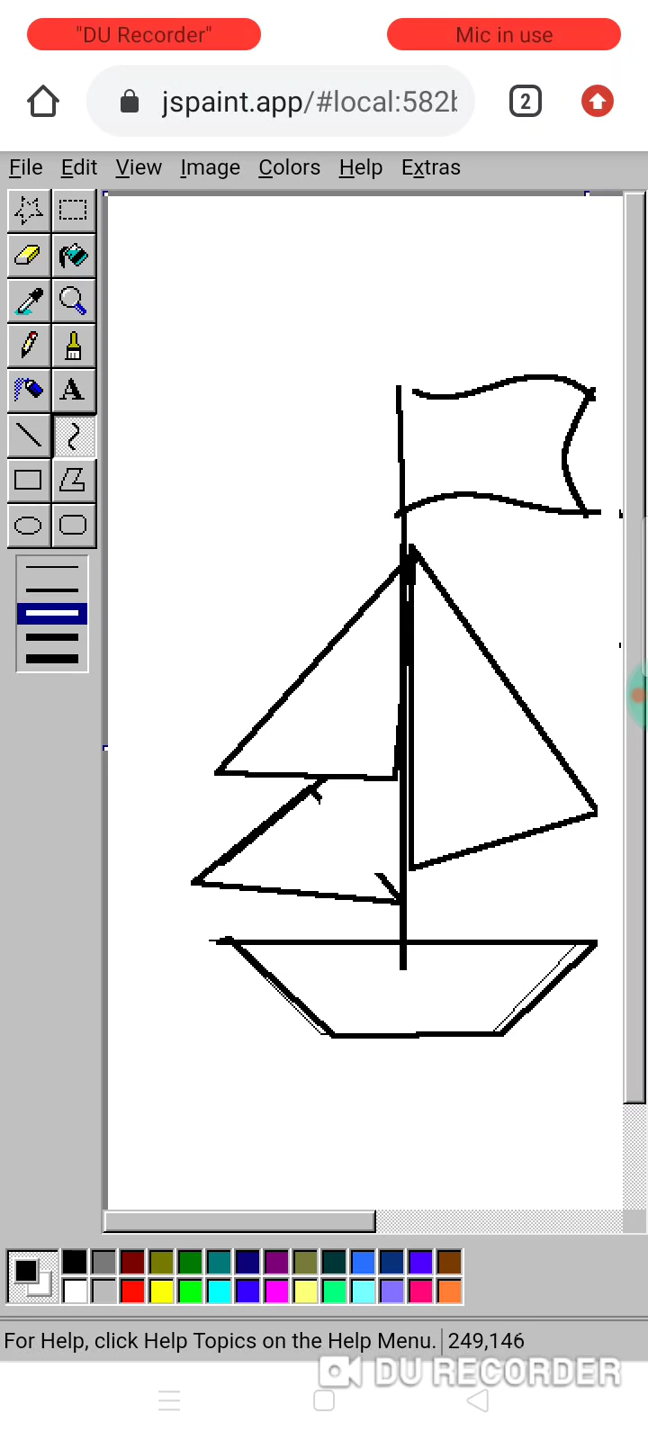 "DU Recorder" Mic in use
jspaint.app/#local:582b 2
File Edit View Image Colors Help Extras
A
For Help, click Help Topics on the Help Menu. 249,146
DU RECORDER